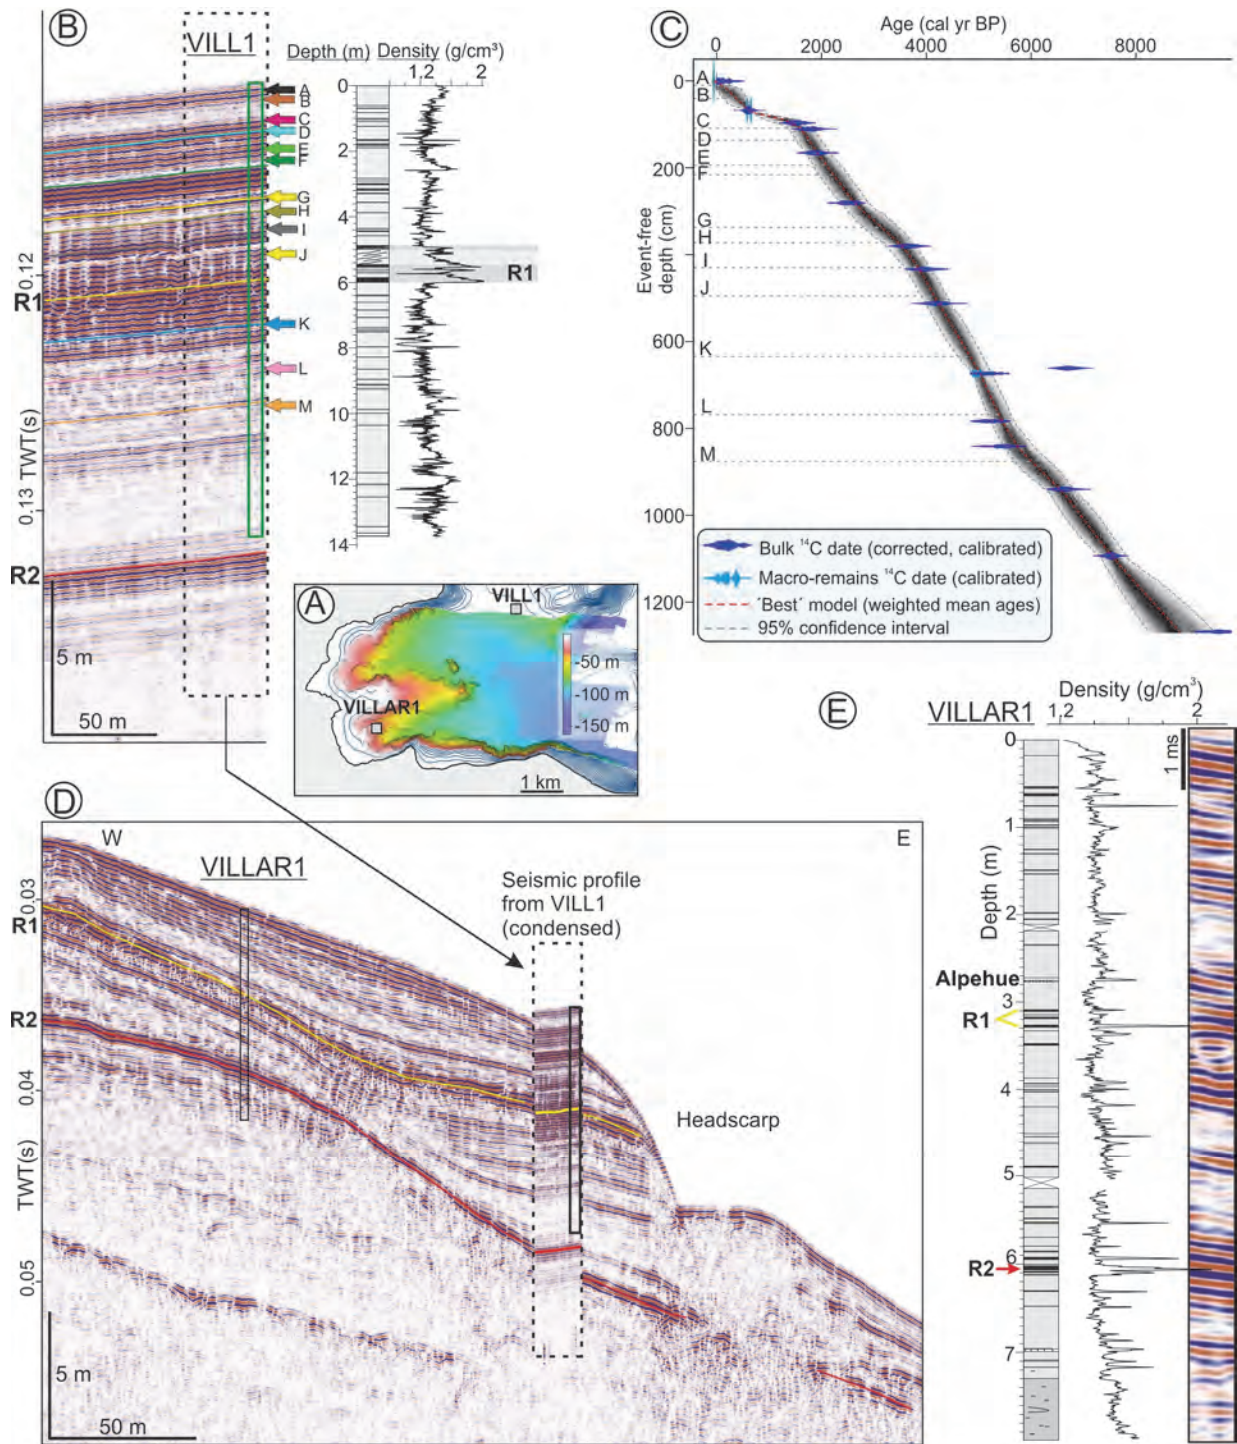 B
VILL1
Depth (m) Density (g/cm³)
1,2 2
0
2
4
6
8
10
12
14
A
B
C
D
E
F
G
H
I
J
K
L
M
R1
0.12
R1
TWT(s)
0.13
R2
5 m
50 m
C
Age (cal yr BP)
0 2000 4000 6000 8000
Event-free
depth (cm)
0
200
400
600
800
1000
1200
A
B
C
D
E
F
G
H
I
J
K
L
M
Bulk ¹⁴C date (corrected, calibrated)
Macro-remains ¹⁴C date (calibrated)
´Best´ model (weighted mean ages)
95% confidence interval
A
VILL1
VILLAR1
-50 m
-100 m
-150 m
1 km
D
W
E
VILLAR1
Seismic profile
from VILL1
(condensed)
Headscarp
0.03
R1
R2
0.04
TWT(s)
0.05
5 m
50 m
E
Density (g/cm³)
VILLAR1
12 2
1 ms
Depth (m)
0
1
2
3
4
5
6
7
Alpehue
R1
R2